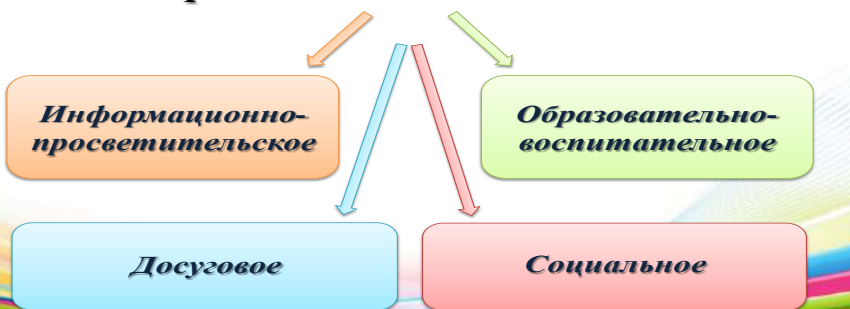 Информационно-
просветительское
Образовательно-
воспитательное
Досуговое
Социальное